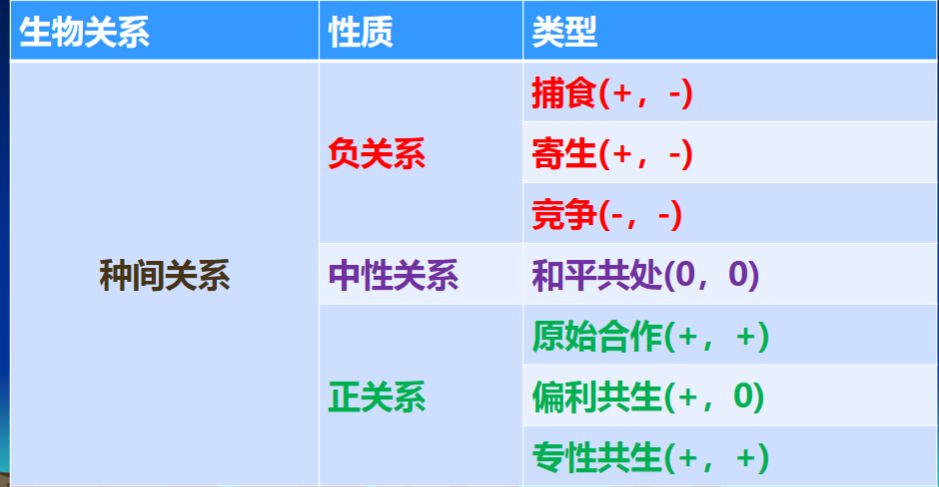 生物关系 性质 类型
捕食(+，-)
负关系 寄生(+，-)
竞争(-，-)
种间关系 中性关系 和平共处(0，0)
原始合作(+，+)
正关系 偏利共生(+，0)
专性共生(+，+)